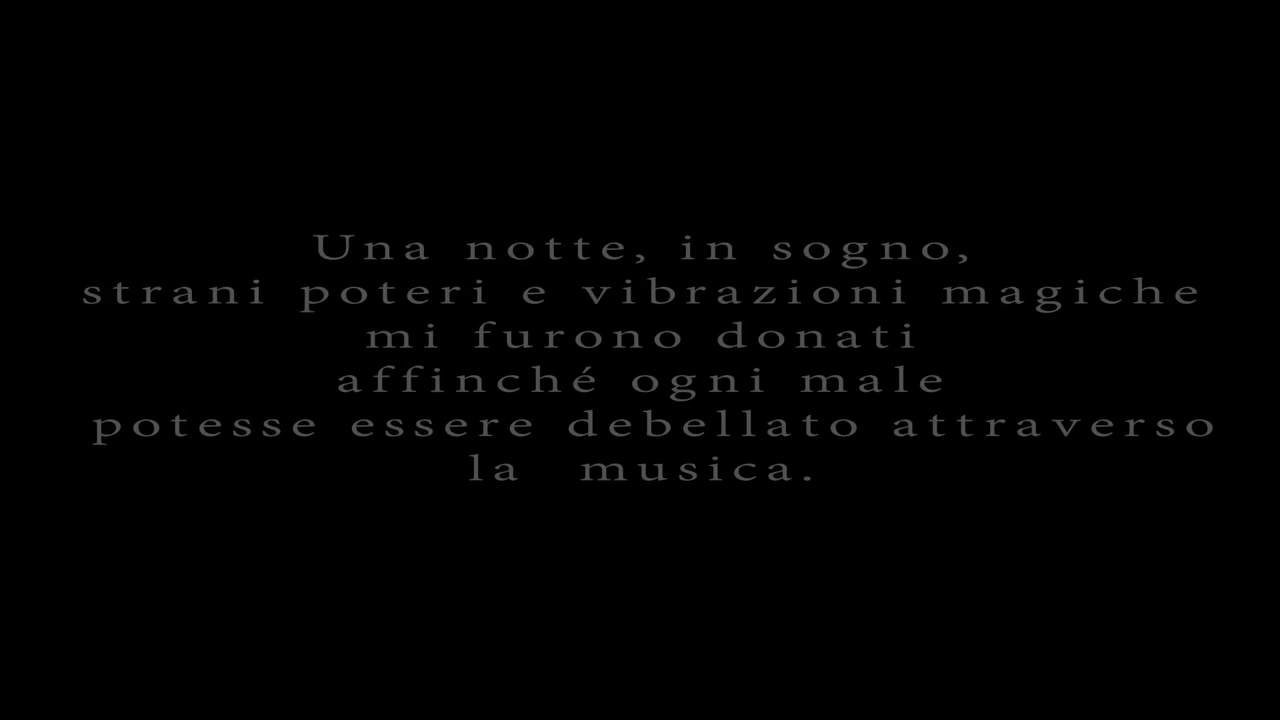 Una notte, in sogno,
strani poteri e vibrazioni magiche
mi furono donati
affinché ogni male
potesse essere debellato attraverso
la musica.